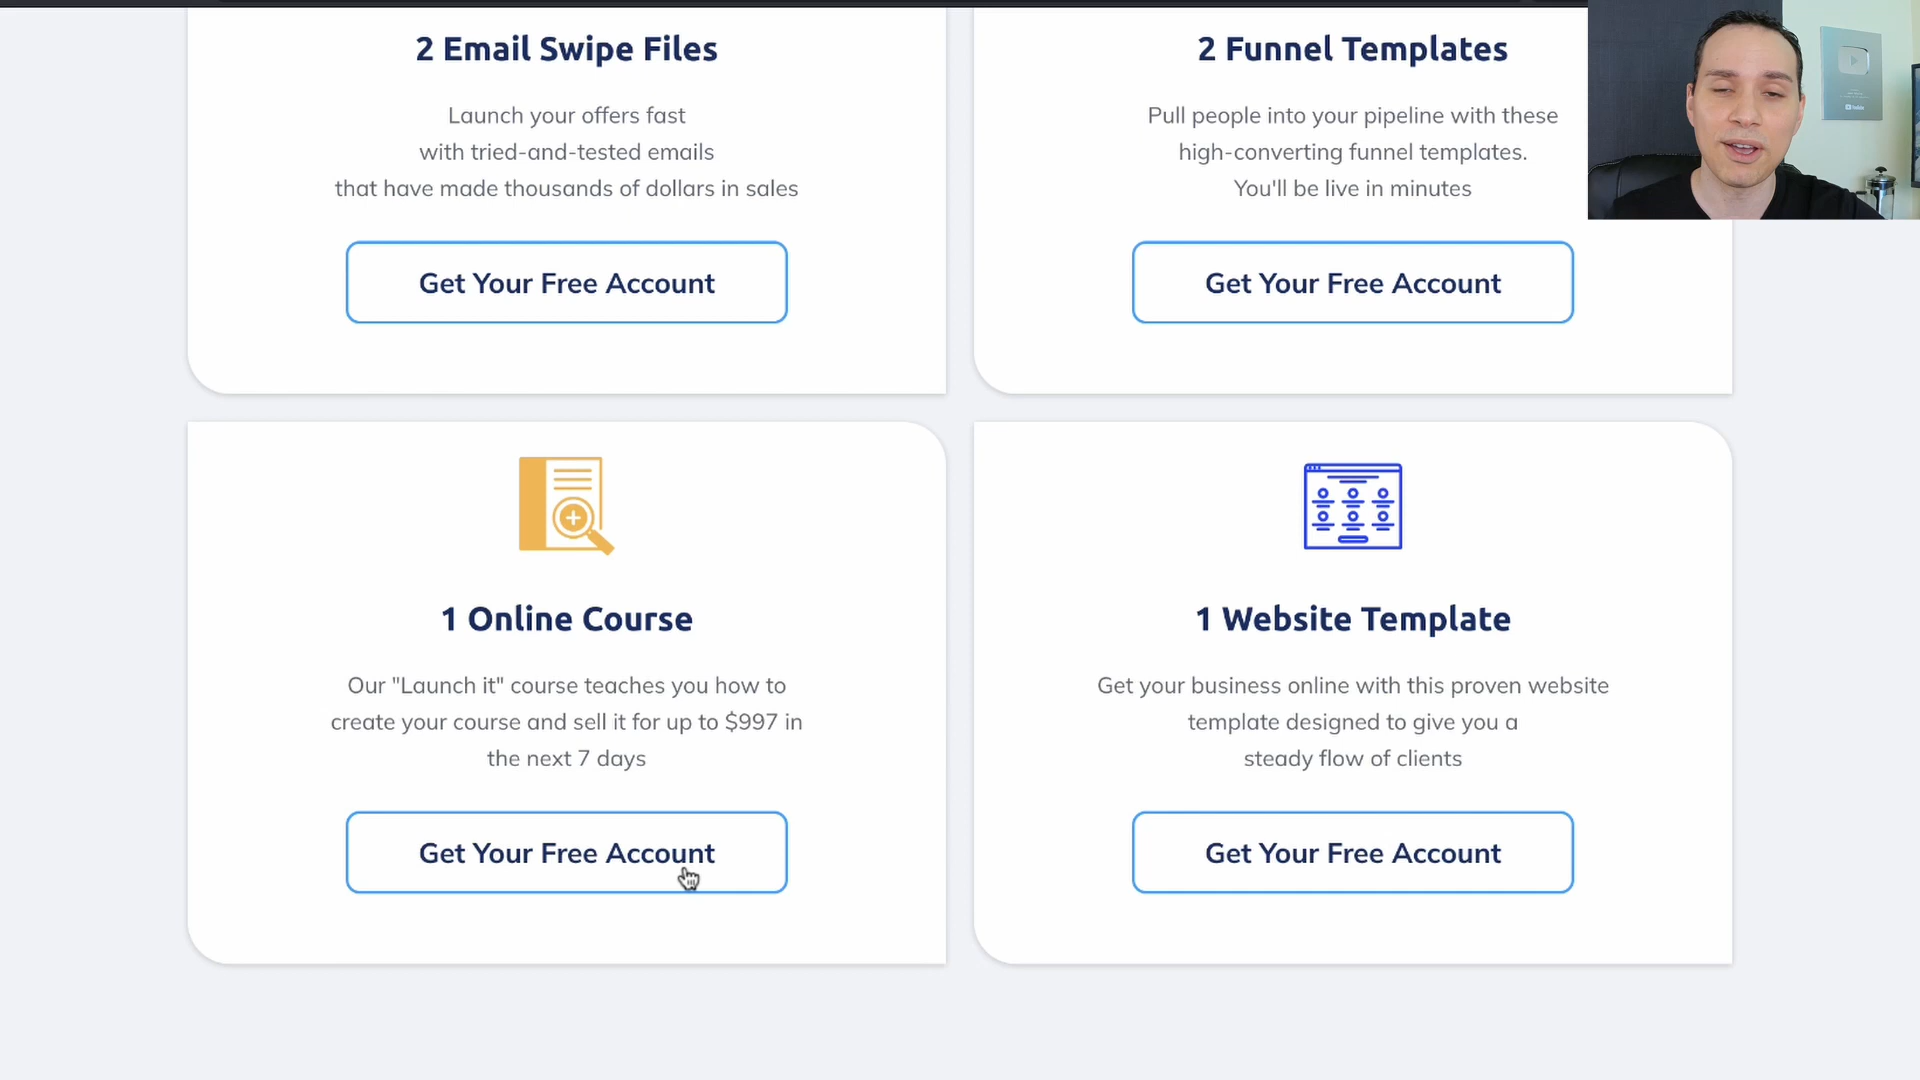 2 Email Swipe Files
Launch your offers fast
with tried-and-tested emails
that have made thousands of dollars in sales
Get Your Free Account
2 Funnel Templates
Pull people into your pipeline with these
high-converting funnel templates.
You'll be live in minutes
Get Your Free Account
1 Online Course
Our "Launch it" course teaches you how to
create your course and sell it for up to $997 in
the next 7 days
Get Your Free Account
1 Website Template
Get your business online with this proven website
template designed to give you a
steady flow of clients
Get Your Free Account